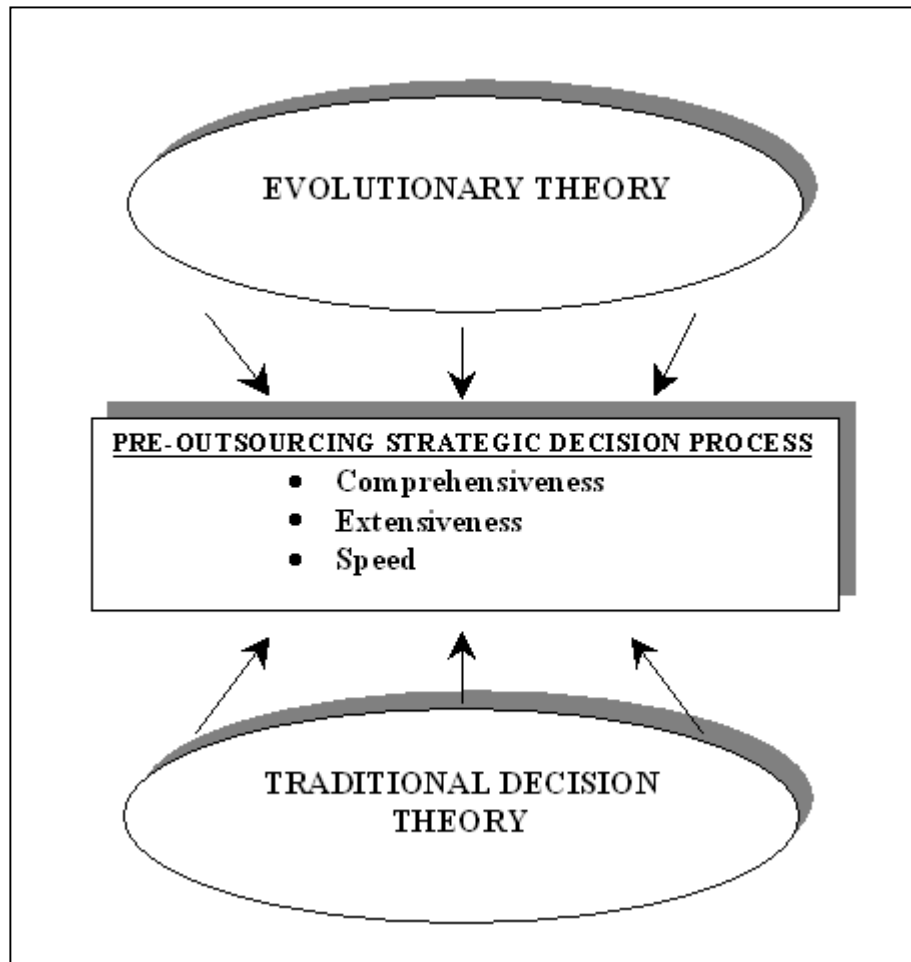 EVOLUTIONARY THEORY
PRE-OUTSOURCING STRATEGIC DECISION PROCESS
• Comprehensiveness
• Extensiveness
• Speed
TRADITIONAL DECISION
THEORY